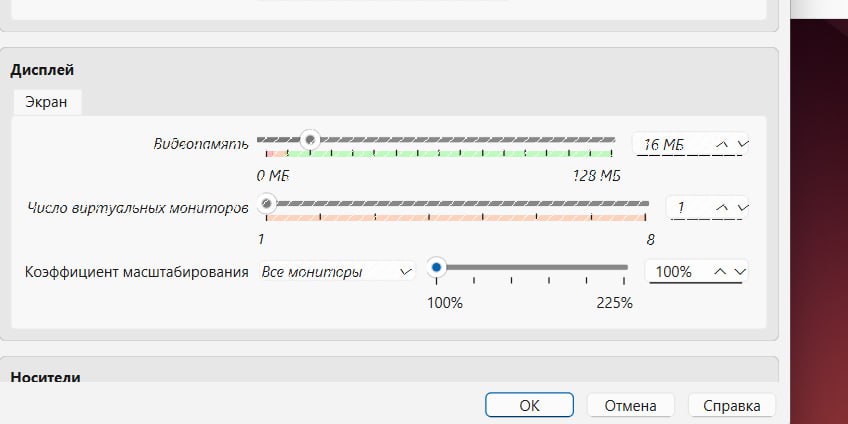 Дисплей
Экран
Видеопамять
16 МБ
0 МБ 128 МБ
Число виртуальных мониторов
1
1 8
Коэффициент масштабирования Все мониторы 100%
100% 225%
Носители
OK Отмена Справка